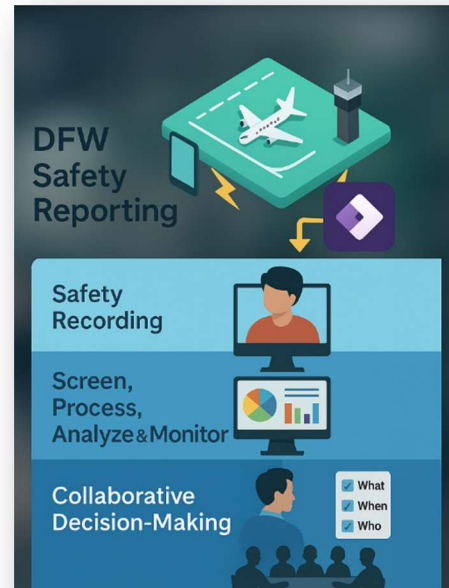 DFW
Safety
Reporting
Safety
Recording
Screen,
Process,
Analyze & Monitor
Collaborative
Decision-Making
What
When
Who